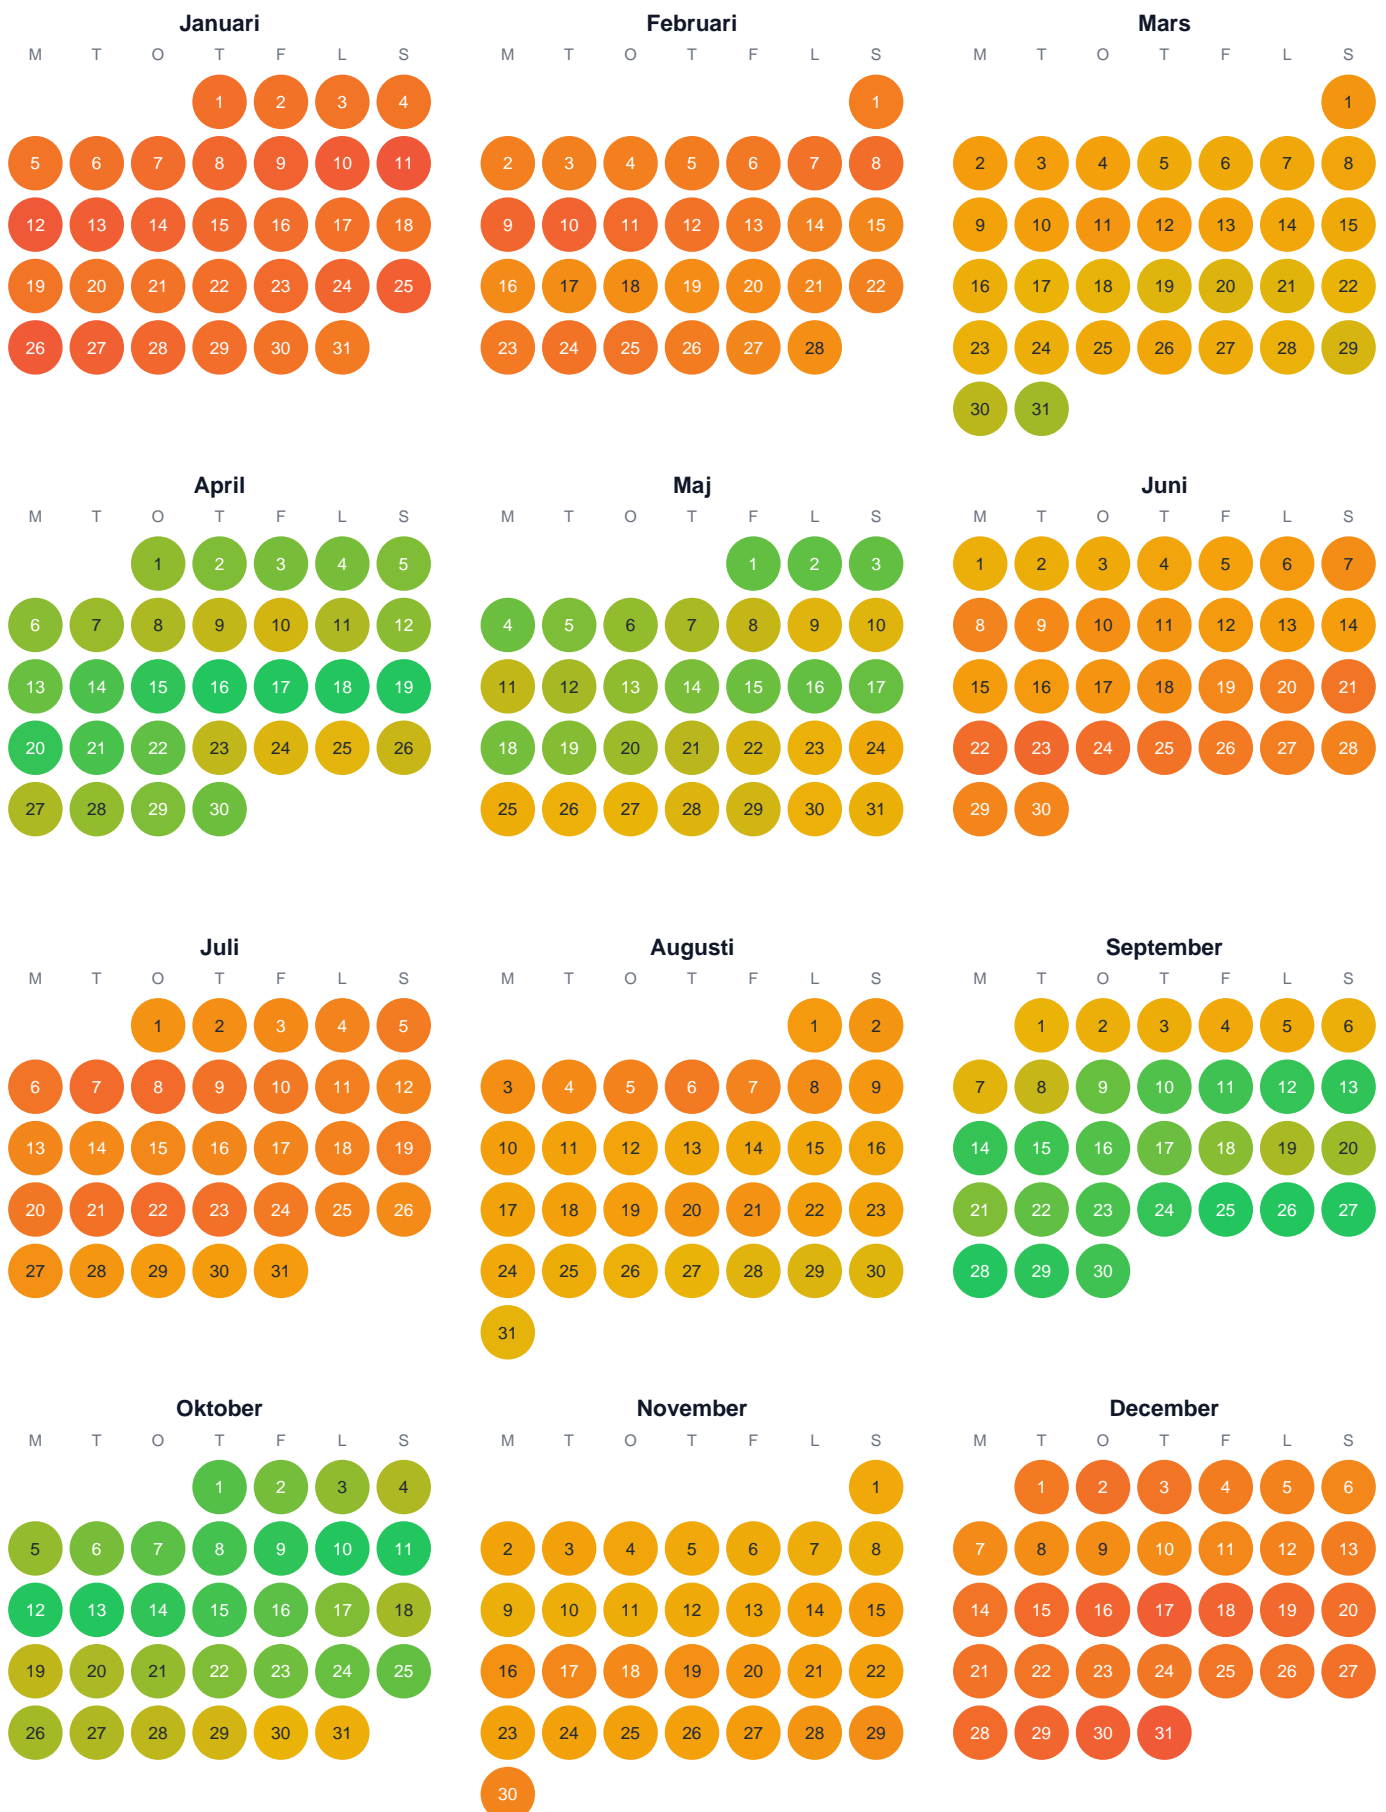 Januari
M T O T F L S
1 2 3 4
5 6 7 8 9 10 11
12 13 14 15 16 17 18
19 20 21 22 23 24 25
26 27 28 29 30 31
Februari
M T O T F L S
1
2 3 4 5 6 7 8
9 10 11 12 13 14 15
16 17 18 19 20 21 22
23 24 25 26 27 28
Mars
M T O T F L S
1
2 3 4 5 6 7 8
9 10 11 12 13 14 15
16 17 18 19 20 21 22
23 24 25 26 27 28 29
30 31
April
M T O T F L S
1 2 3 4 5
6 7 8 9 10 11 12
13 14 15 16 17 18 19
20 21 22 23 24 25 26
27 28 29 30
Maj
M T O T F L S
1 2 3
4 5 6 7 8 9 10
11 12 13 14 15 16 17
18 19 20 21 22 23 24
25 26 27 28 29 30 31
Juni
M T O T F L S
1 2 3 4 5 6 7
8 9 10 11 12 13 14
15 16 17 18 19 20 21
22 23 24 25 26 27 28
29 30
Juli
M T O T F L S
1 2 3 4 5
6 7 8 9 10 11 12
13 14 15 16 17 18 19
20 21 22 23 24 25 26
27 28 29 30 31
Augusti
M T O T F L S
1 2
3 4 5 6 7 8 9
10 11 12 13 14 15 16
17 18 19 20 21 22 23
24 25 26 27 28 29 30
31
September
M T O T F L S
1 2 3 4 5 6
7 8 9 10 11 12 13
14 15 16 17 18 19 20
21 22 23 24 25 26 27
28 29 30
Oktober
M T O T F L S
1 2 3 4
5 6 7 8 9 10 11
12 13 14 15 16 17 18
19 20 21 22 23 24 25
26 27 28 29 30 31
November
M T O T F L S
1
2 3 4 5 6 7 8
9 10 11 12 13 14 15
16 17 18 19 20 21 22
23 24 25 26 27 28 29
30
December
M T O T F L S
1 2 3 4 5 6
7 8 9 10 11 12 13
14 15 16 17 18 19 20
21 22 23 24 25 26 27
28 29 30 31